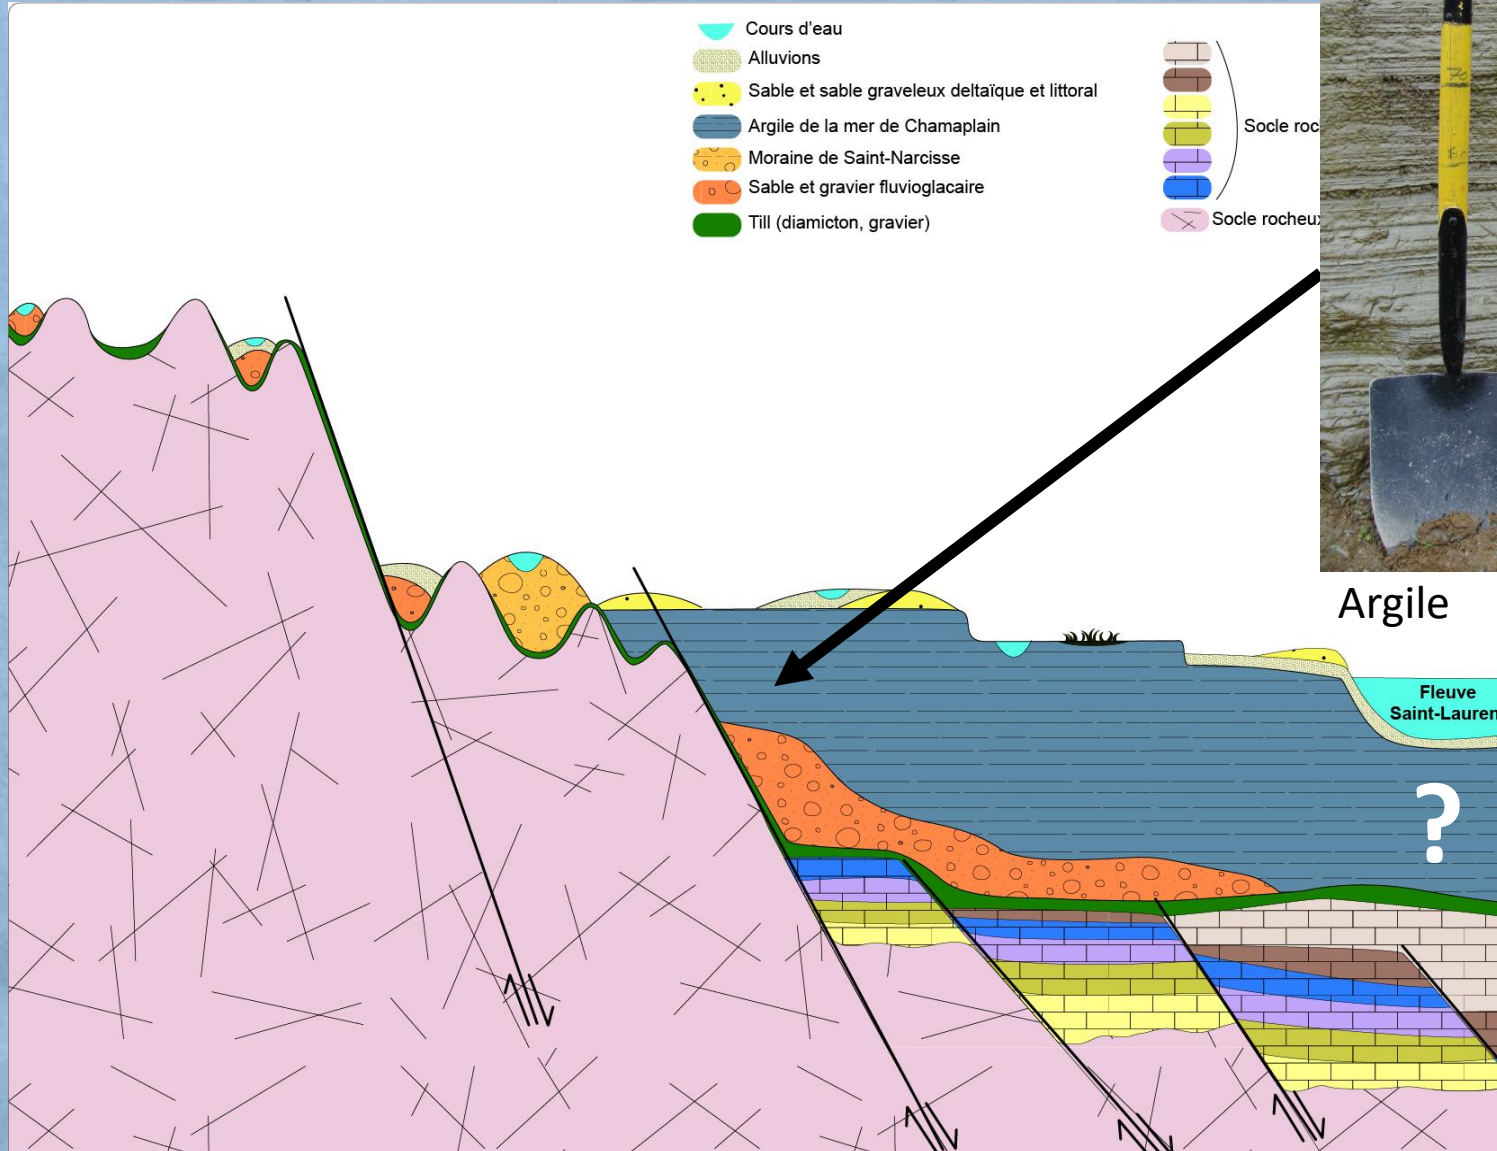 Cours d'eau
Alluvions
Sable et sable graveleux deltaïque et littoral
Argile de la mer de Chamaplain
Moraine de Saint-Narcisse
Sable et gravier fluvioglacaire
Till (diamicton, gravier)
Socle roc
Socle rocheux
Argile
Fleuve
Saint-Lauren
?